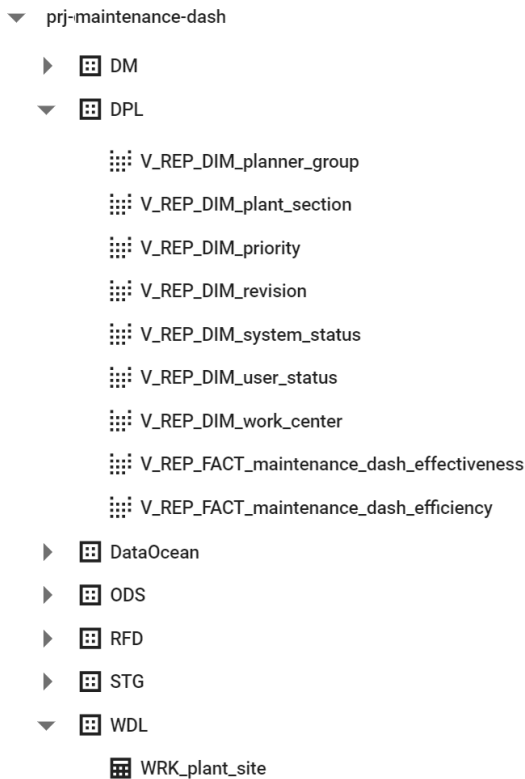 prj-maintenance-dash
DM
DPL
V_REP_DIM_planner_group
V_REP_DIM_plant_section
V_REP_DIM_priority
V_REP_DIM_revision
V_REP_DIM_system_status
V_REP_DIM_user_status
V_REP_DIM_work_center
V_REP_FACT_maintenance_dash_effectiveness
V_REP_FACT_maintenance_dash_efficiency
DataOcean
ODS
RFD
STG
WDL
WRK_plant_site